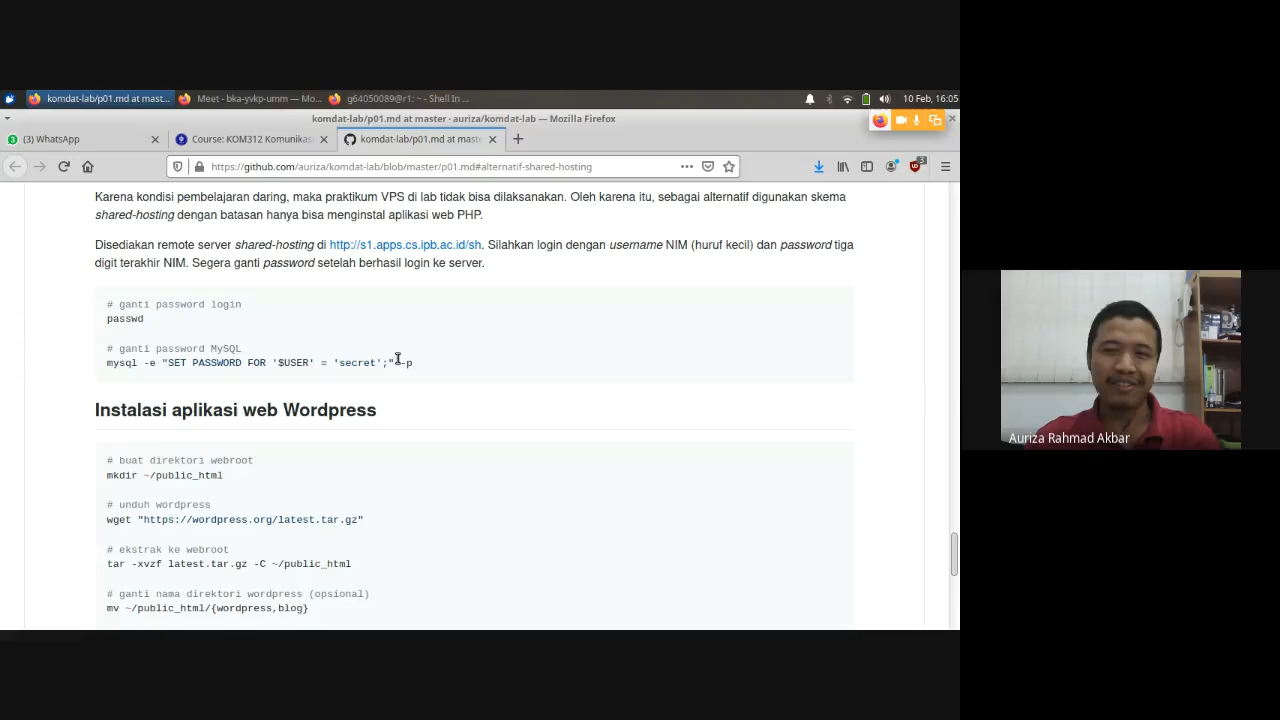 komdat-lab/p01.md at mast...
Meet - bka-yvkp-umm — Mo...
g64050089@r1: ~ - Shell In ...
10 Feb, 16:05
komdat-lab/p01.md at master · auriza/komdat-lab — Mozilla Firefox
(3) WhatsApp
Course: KOM312 Komunikas
komdat-lab/p01.md at maste
https://github.com/auriza/komdat-lab/blob/master/p01.md#alternatif-shared-hosting
Karena kondisi pembelajaran daring, maka praktikum VPS di lab tidak bisa dilaksanakan. Oleh karena itu, sebagai alternatif digunakan skema
shared-hosting dengan batasan hanya bisa menginstal aplikasi web PHP.
Disediakan remote server shared-hosting di http://s1.apps.cs.ipb.ac.id/sh. Silahkan login dengan username NIM (huruf kecil) dan password tiga
digit terakhir NIM. Segera ganti password setelah berhasil login ke server.
# ganti password login
passwd
# ganti password MySQL
mysql -e "SET PASSWORD FOR '$USER' = 'secret';" -p
Instalasi aplikasi web Wordpress
# buat direktori webroot
mkdir ~/public_html
# unduh wordpress
wget "https://wordpress.org/latest.tar.gz"
# ekstrak ke webroot
tar -xvzf latest.tar.gz -C ~/public_html
# ganti nama direktori wordpress (opsional)
mv ~/public_html/{wordpress,blog}
Auriza Rahmad Akbar